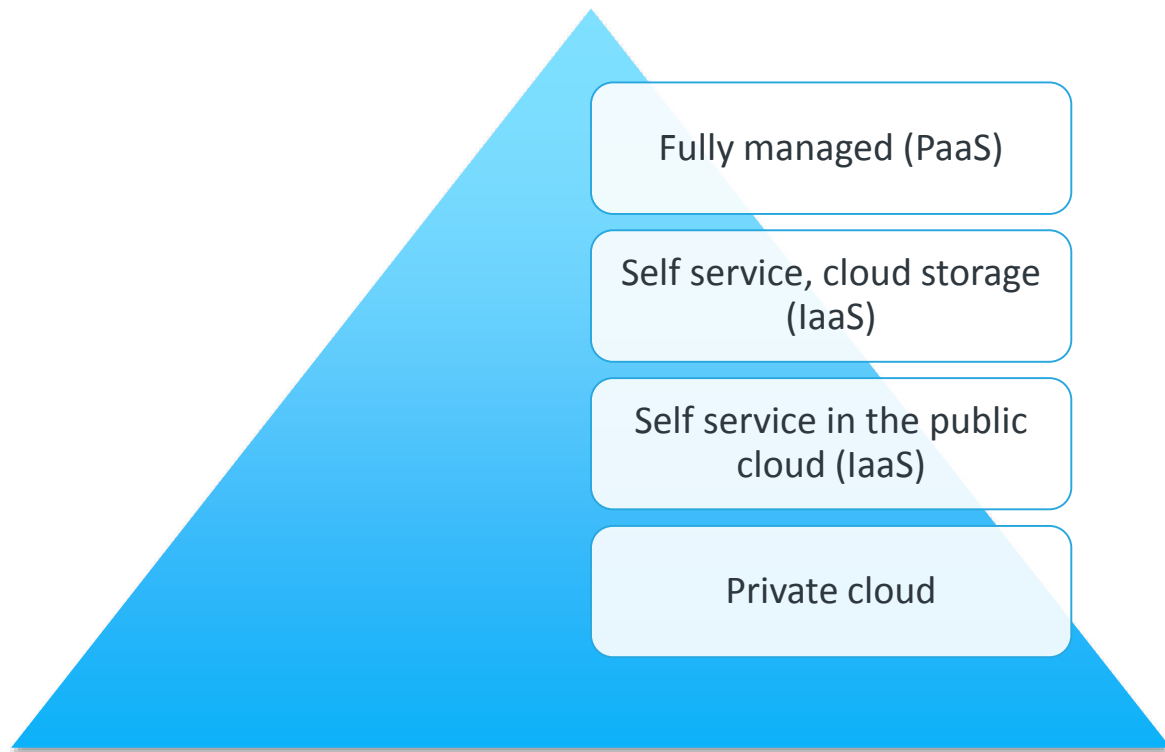 Fully managed (PaaS)
Self service, cloud storage
(IaaS)
Self service in the public
cloud (IaaS)
Private cloud